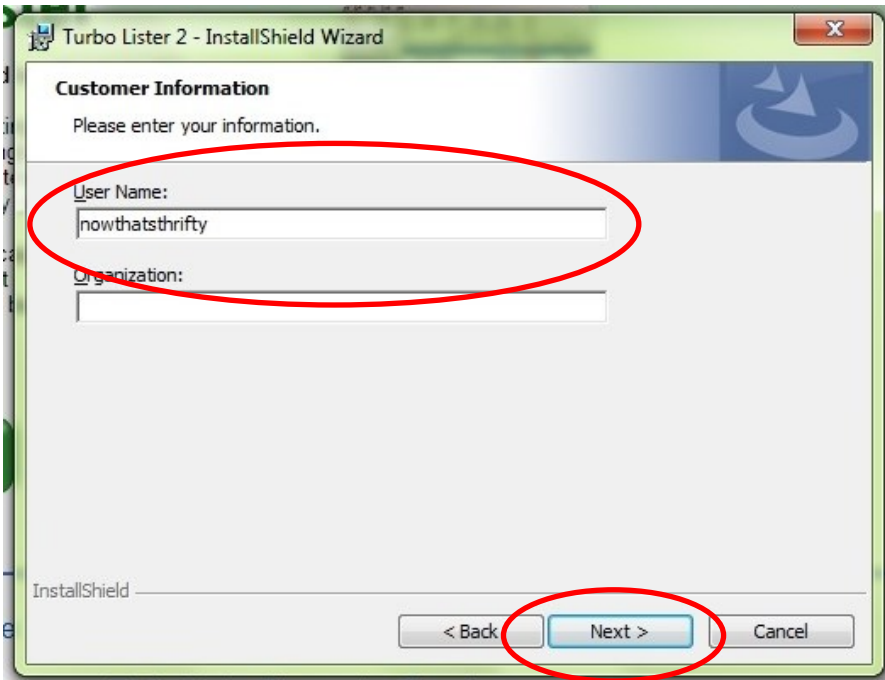 Turbo Lister 2 - InstallShield Wizard
Customer Information
Please enter your information.
User Name:
nowthatsthrifty
Organization:
InstallShield
< Back
Next >
Cancel